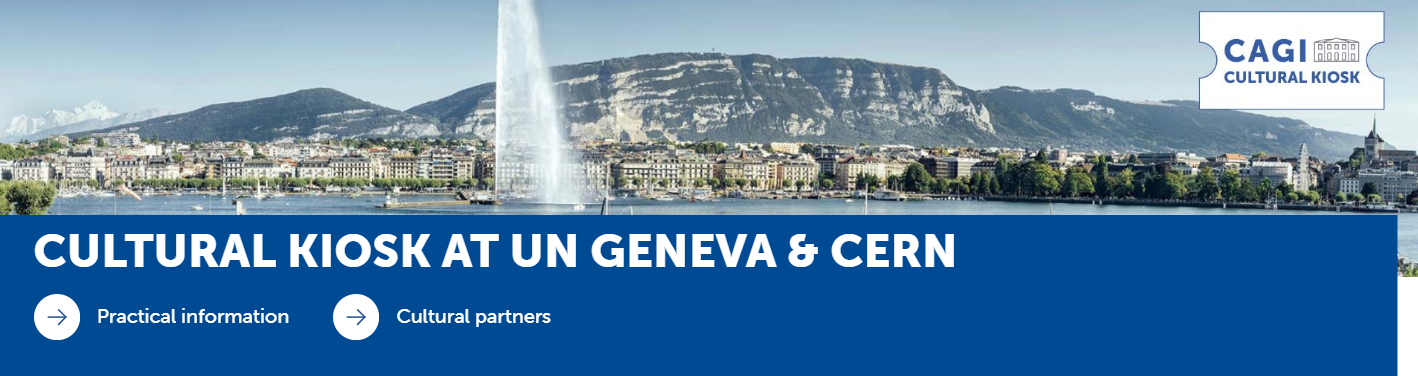 CAGI
CULTURAL KIOSK
CULTURAL KIOSK AT UN GENEVA & CERN
Practical information
Cultural partners